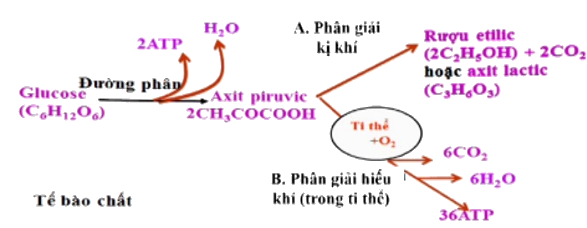 H₂O
2ATP
A. Phân giải
kị khí
Rượu etilic
(2C₂H₅OH) + 2CO₂
hoặc axit lactic
(C₃H₆O₃)
Đường phân
Glucose
(C₆H₁₂O₆)
Axit piruvic
2CH₃COCOOH
Ti thể
+O₂
6CO₂
B. Phân giải hiếu
khi (trong ti thể)
6H₂O
36ATP
Tế bào chất